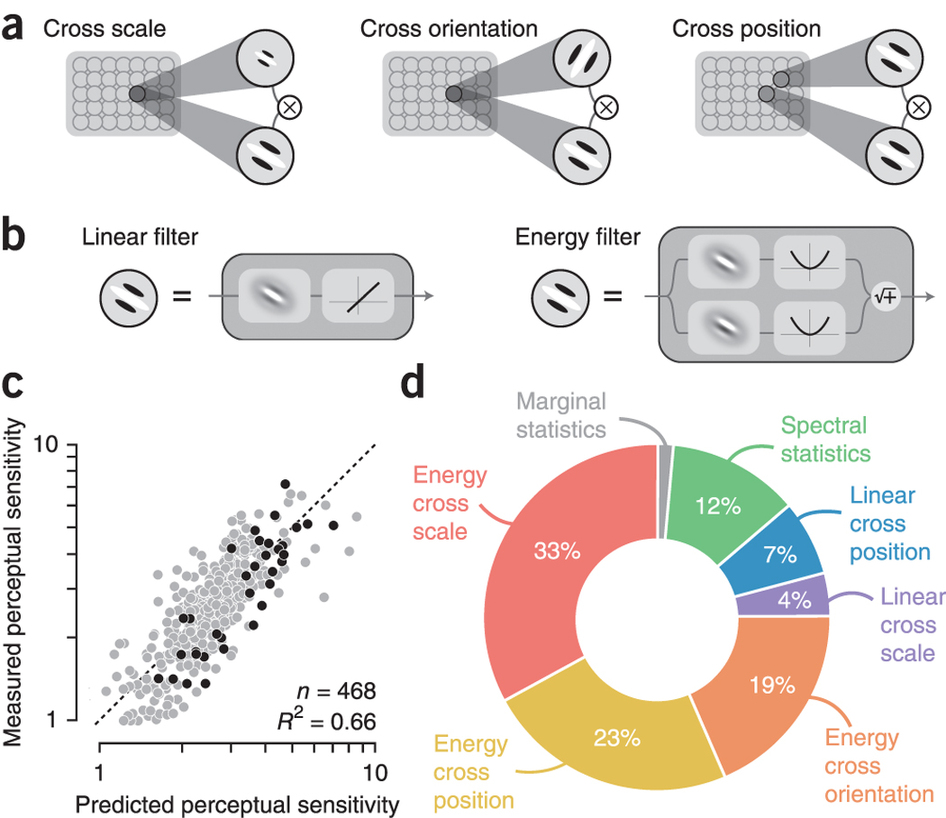 a
Cross scale
Cross orientation
Cross position
b
Linear filter
=
Energy filter
=
√+
c
Measured perceptual sensitivity
10
1
n = 468
R² = 0.66
1
10
Predicted perceptual sensitivity
d
Marginal
statistics
Spectral
statistics
12%
Linear
cross
position
7%
Linear
cross
scale
4%
Energy
cross
orientation
19%
Energy
cross
position
23%
Energy
cross
scale
33%